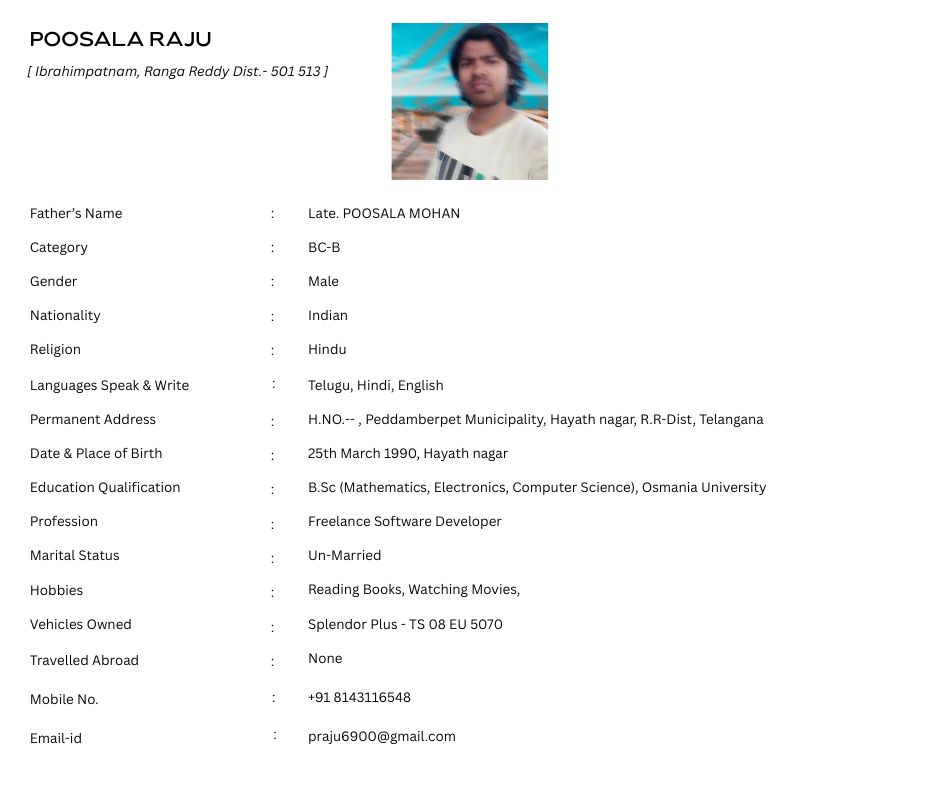 POOSALA RAJU
[ Ibrahimpatnam, Ranga Reddy Dist.- 501 513 ]
Father’s Name : Late. POOSALA MOHAN
Category : BC-B
Gender : Male
Nationality : Indian
Religion : Hindu
Languages Speak & Write : Telugu, Hindi, English
Permanent Address : H.NO.-- , Peddamberpet Municipality, Hayath nagar, R.R-Dist, Telangana
Date & Place of Birth : 25th March 1990, Hayath nagar
Education Qualification : B.Sc (Mathematics, Electronics, Computer Science), Osmania University
Profession : Freelance Software Developer
Marital Status : Un-Married
Hobbies : Reading Books, Watching Movies,
Vehicles Owned : Splendor Plus - TS 08 EU 5070
Travelled Abroad : None
Mobile No. : +91 8143116548
Email-id : praju6900@gmail.com